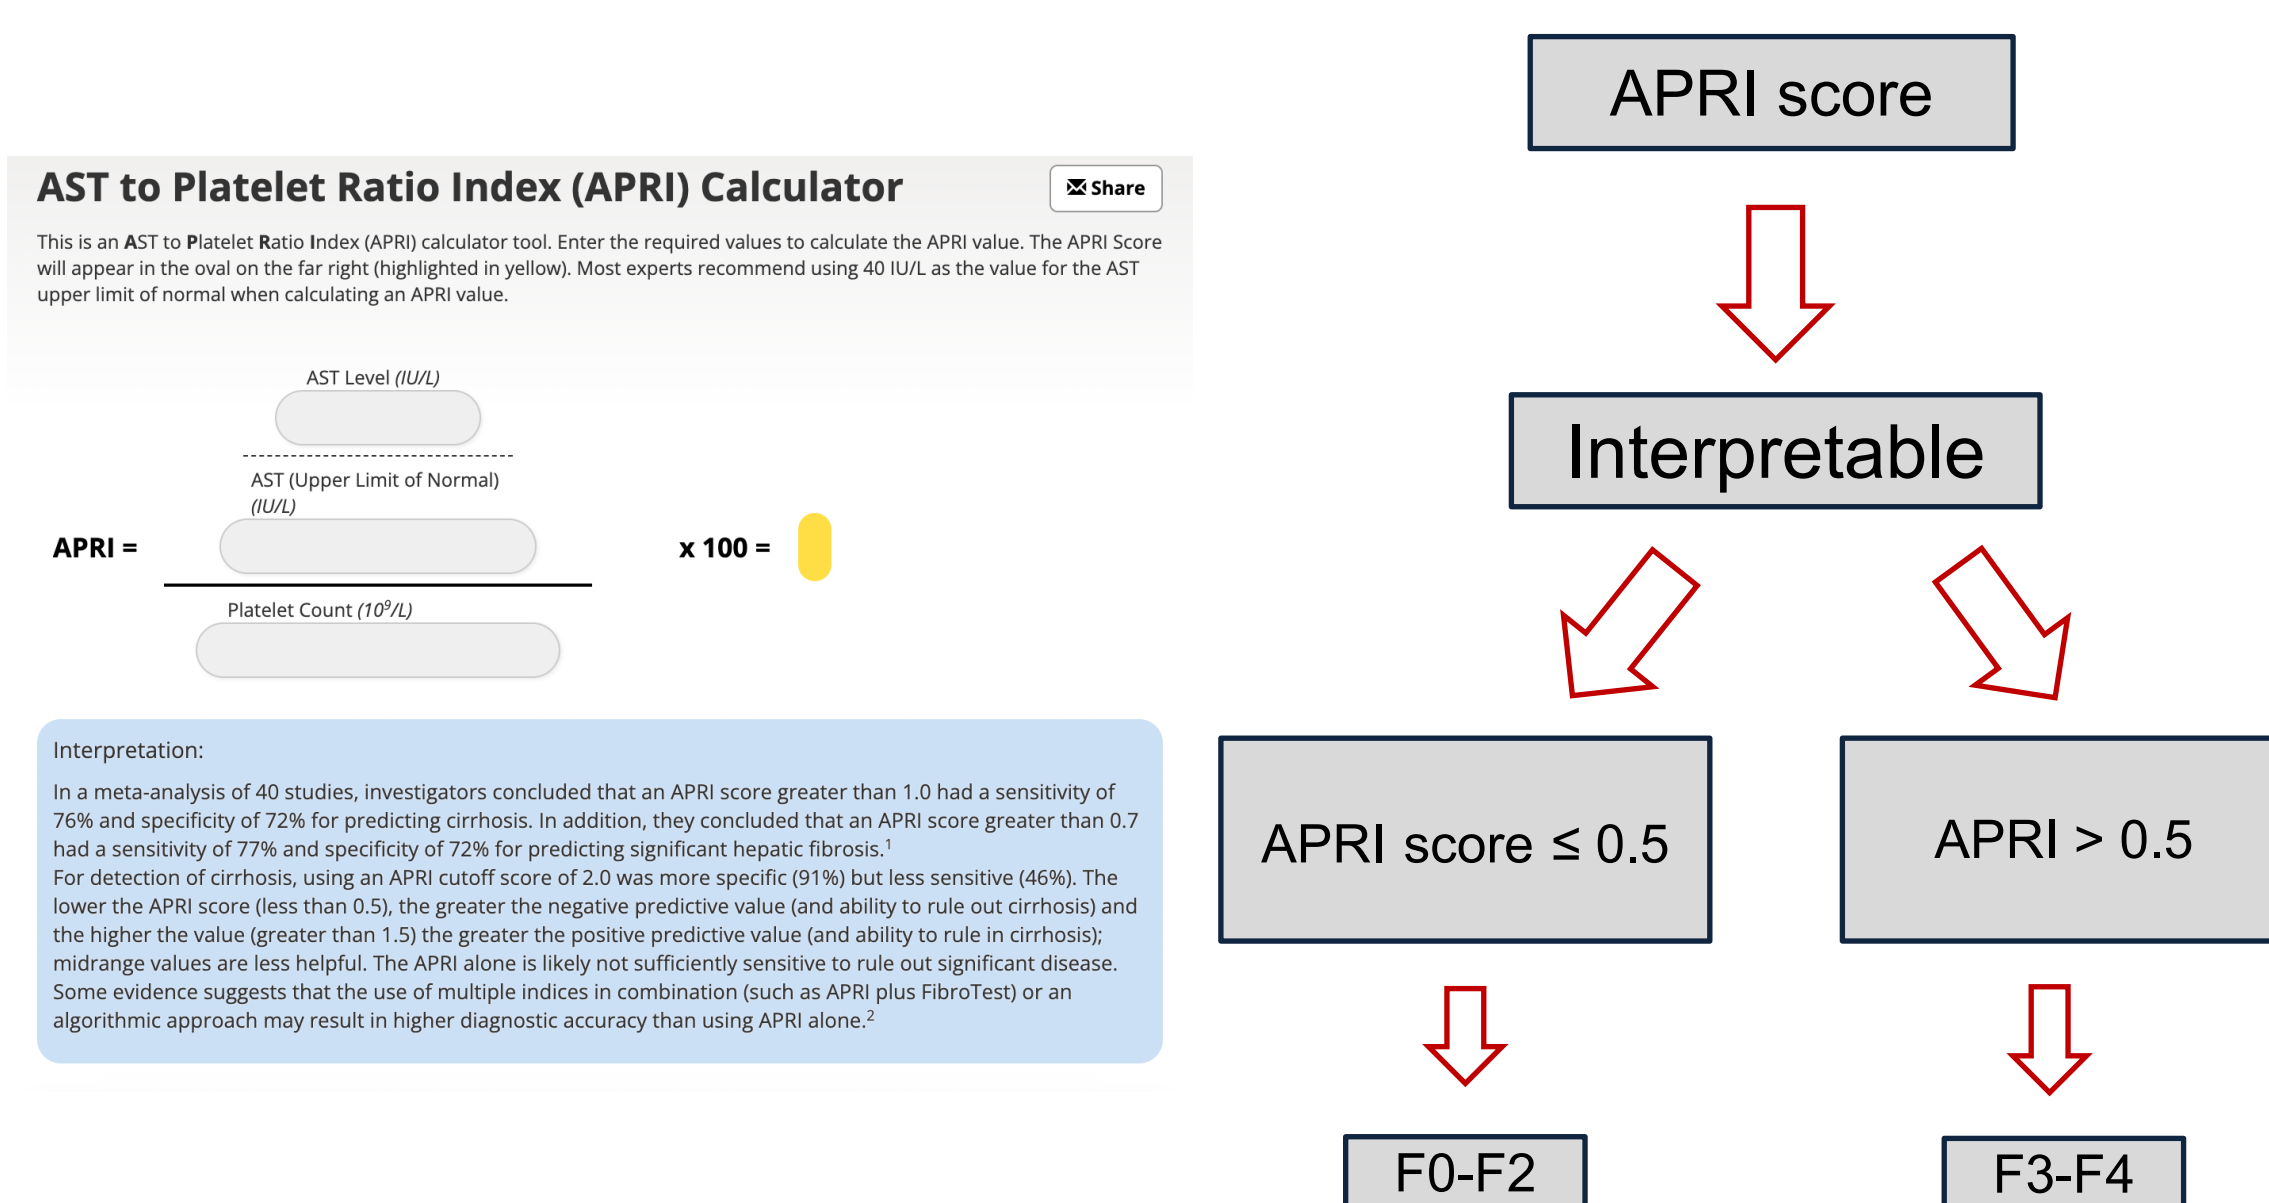 AST to Platelet Ratio Index (APRI) Calculator
Share
This is an AST to Platelet Ratio Index (APRI) calculator tool. Enter the required values to calculate the APRI value. The APRI Score
will appear in the oval on the far right (highlighted in yellow). Most experts recommend using 40 IU/L as the value for the AST
upper limit of normal when calculating an APRI value.
AST Level (IU/L)
AST (Upper Limit of Normal)
(IU/L)
APRI =
x 100 =
Platelet Count (10⁹/L)
Interpretation:
In a meta-analysis of 40 studies, investigators concluded that an APRI score greater than 1.0 had a sensitivity of
76% and specificity of 72% for predicting cirrhosis. In addition, they concluded that an APRI score greater than 0.7
had a sensitivity of 77% and specificity of 72% for predicting significant hepatic fibrosis.¹
For detection of cirrhosis, using an APRI cutoff score of 2.0 was more specific (91%) but less sensitive (46%). The
lower the APRI score (less than 0.5), the greater the negative predictive value (and ability to rule out cirrhosis) and
the higher the value (greater than 1.5) the greater the positive predictive value (and ability to rule in cirrhosis);
midrange values are less helpful. The APRI alone is likely not sufficiently sensitive to rule out significant disease.
Some evidence suggests that the use of multiple indices in combination (such as APRI plus FibroTest) or an
algorithmic approach may result in higher diagnostic accuracy than using APRI alone.²
APRI score
Interpretable
APRI score ≤ 0.5
APRI > 0.5
F0-F2
F3-F4